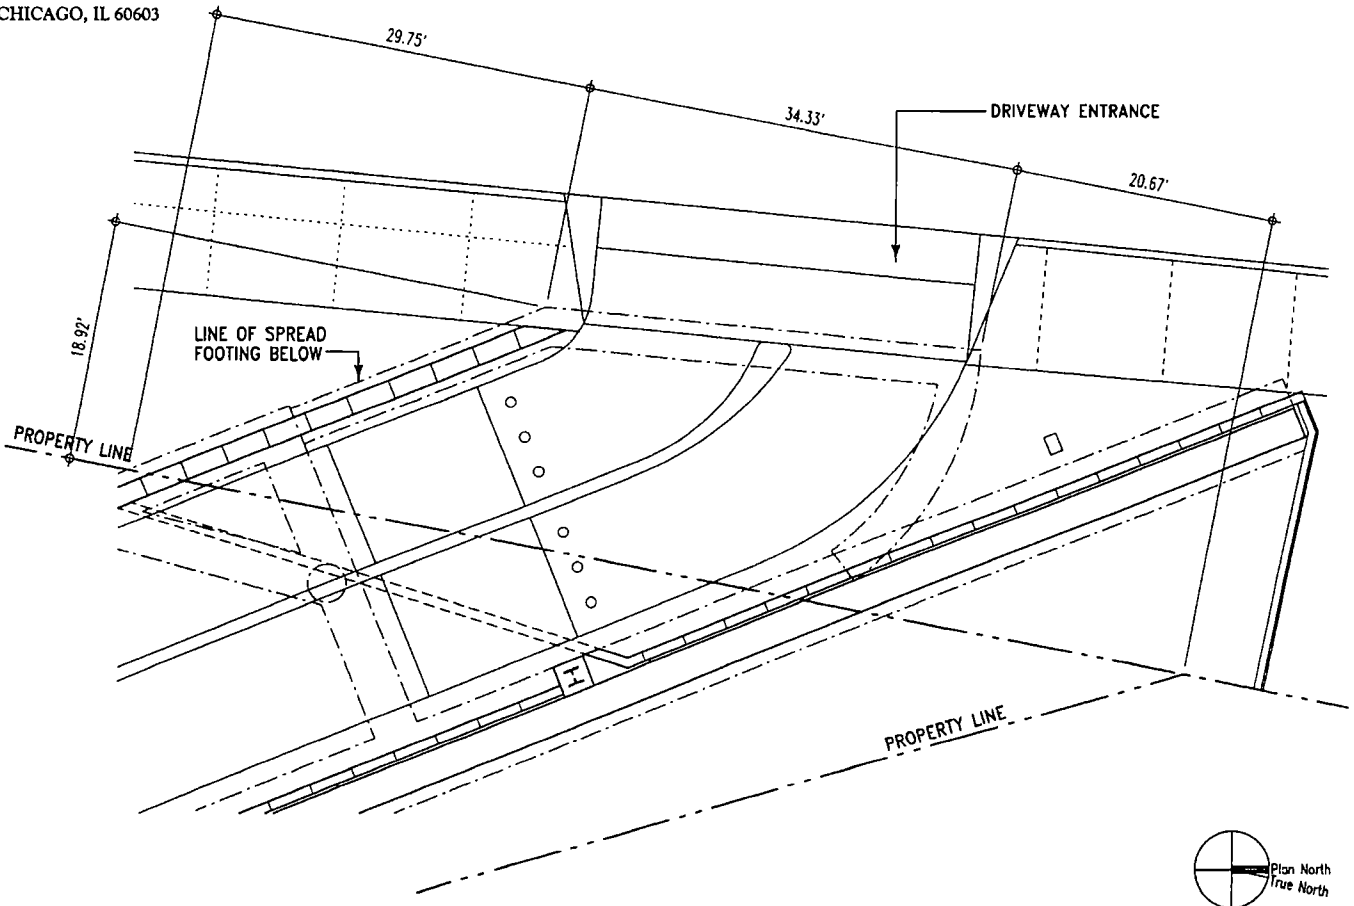 CHICAGO, IL 60603
29.75'
34.33'
DRIVEWAY ENTRANCE
20.67'
18.92'
LINE OF SPREAD
FOOTING BELOW
PROPERTY LINE
PROPERTY LINE
Plan North
True North